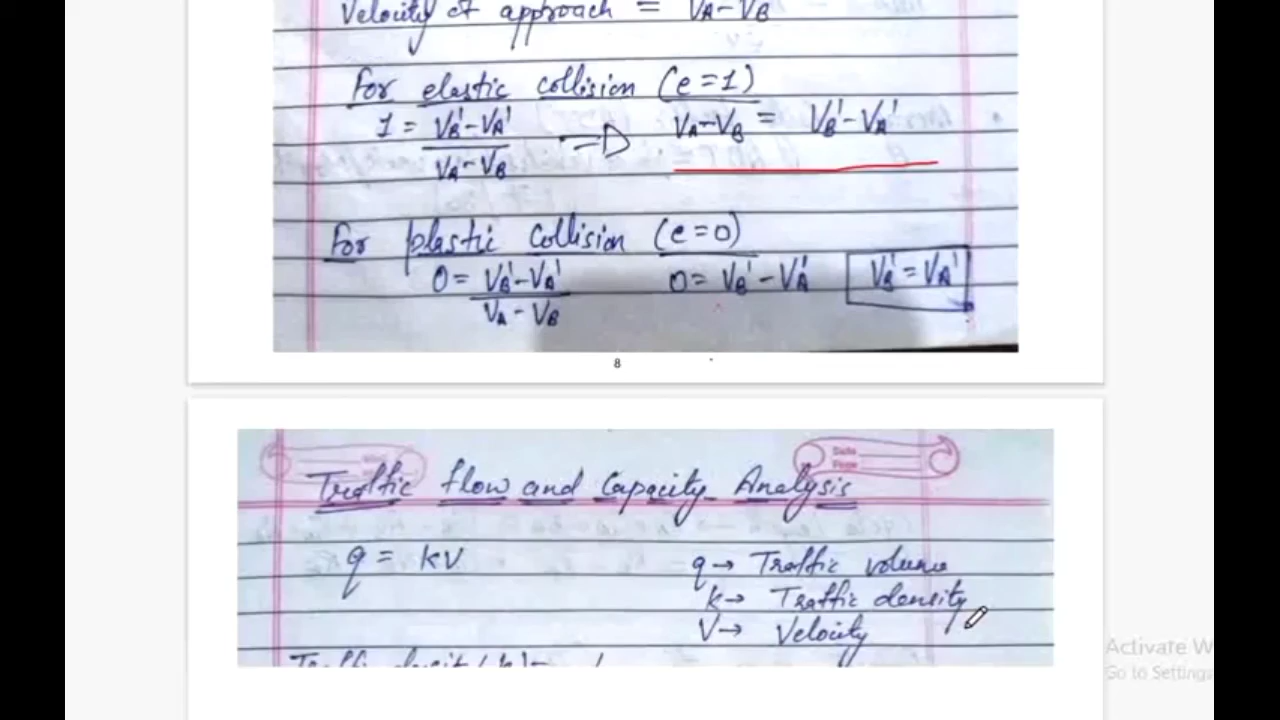 Velocity of approach = VA - VB
For elastic collision (e = 1)
1 = VB' - VA' / VA - VB => VA - VB = VB' - VA'
For plastic collision (e = 0)
0 = VB' - VA' / VA - VB 0 = VB' - VA' VB' = VA'
8
Date
Page
Traffic flow and Capacity Analysis
q = kV q → Traffic volume
k → Traffic density
V → Velocity
Activate W
Go to Settings